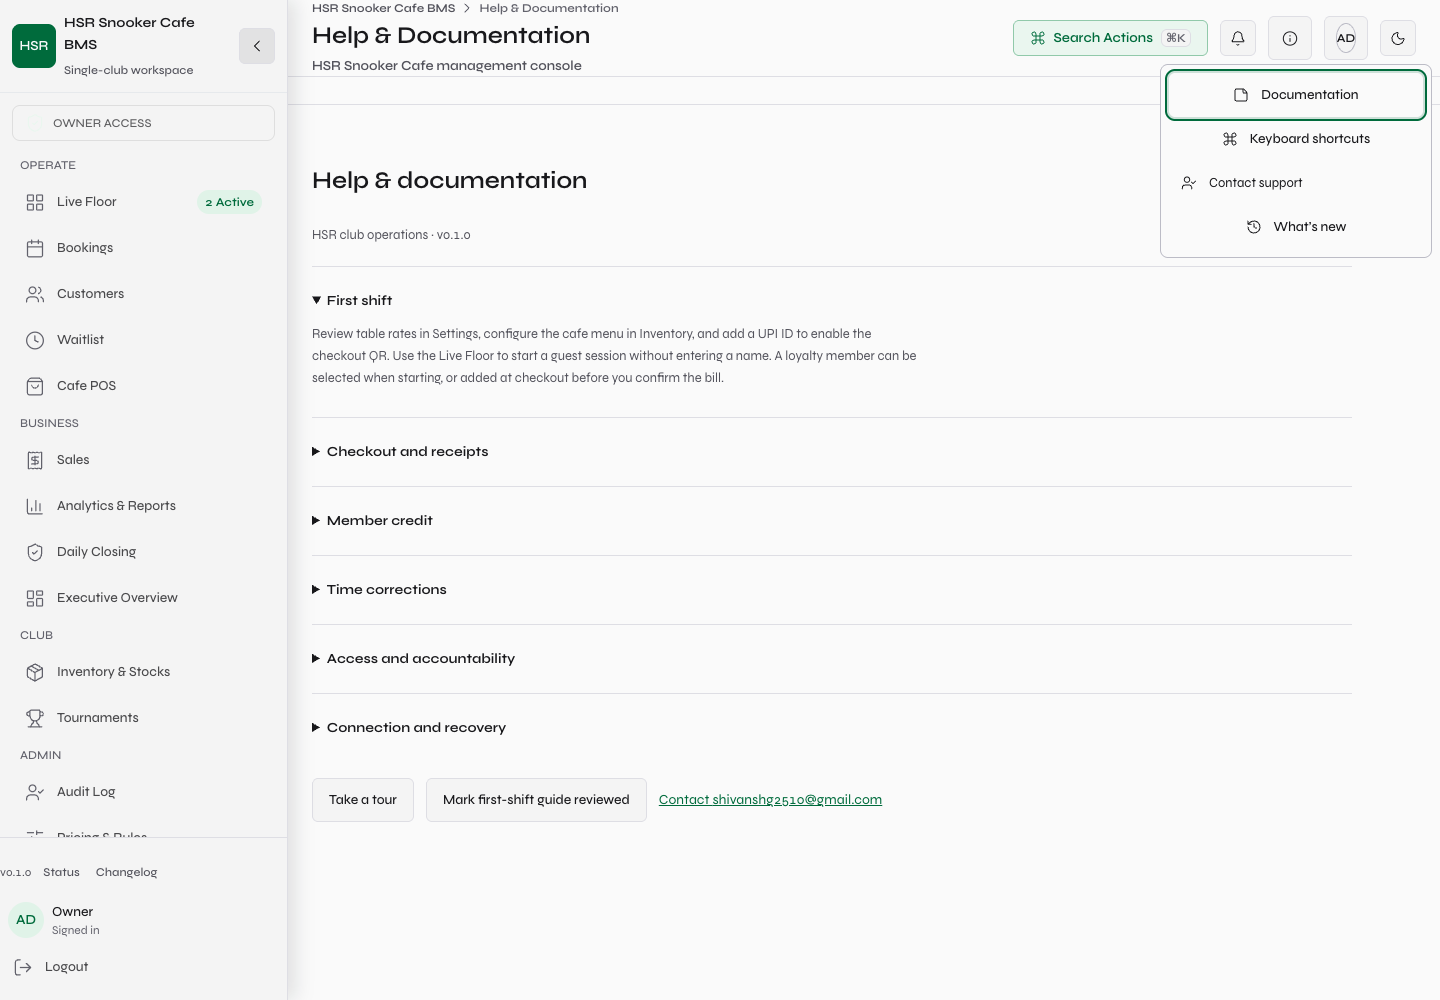 HSR
HSR Snooker Cafe
BMS
Single-club workspace
OWNER ACCESS
OPERATE
Live Floor
2 Active
Bookings
Customers
Waitlist
Cafe POS
BUSINESS
Sales
Analytics & Reports
Daily Closing
Executive Overview
CLUB
Inventory & Stocks
Tournaments
ADMIN
Audit Log
Pricing & Rules
v0.1.0 Status Changelog
AD
Owner
Signed in
Logout
HSR Snooker Cafe BMS > Help & Documentation
Help & Documentation
HSR Snooker Cafe management console
Search Actions ⌘K
AD
Documentation
Keyboard shortcuts
Contact support
What's new
Help & documentation
HSR club operations · v0.1.0
First shift
Review table rates in Settings, configure the cafe menu in Inventory, and add a UPI ID to enable the
checkout QR. Use the Live Floor to start a guest session without entering a name. A loyalty member can be
selected when starting, or added at checkout before you confirm the bill.
Checkout and receipts
Member credit
Time corrections
Access and accountability
Connection and recovery
Take a tour
Mark first-shift guide reviewed
Contact shivanshg2510@gmail.com